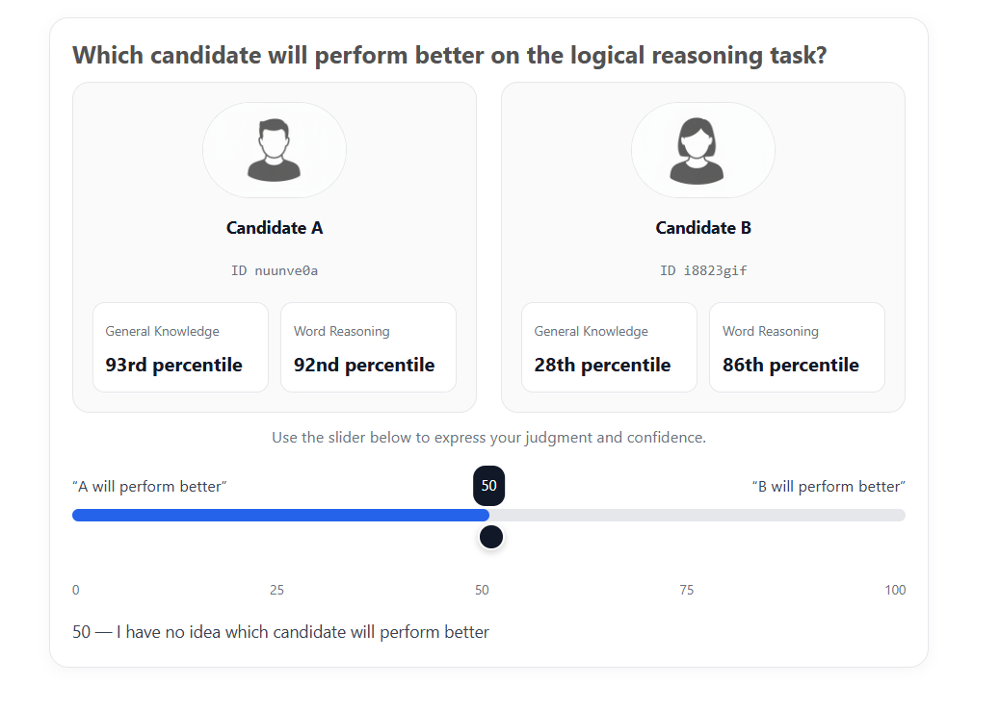 Which candidate will perform better on the logical reasoning task?
Candidate A
ID nuunve0a
General Knowledge
93rd percentile
Word Reasoning
92nd percentile
Candidate B
ID i8823gif
General Knowledge
28th percentile
Word Reasoning
86th percentile
Use the slider below to express your judgment and confidence.
“A will perform better”
50
“B will perform better”
0 25 50 75 100
50 — I have no idea which candidate will perform better